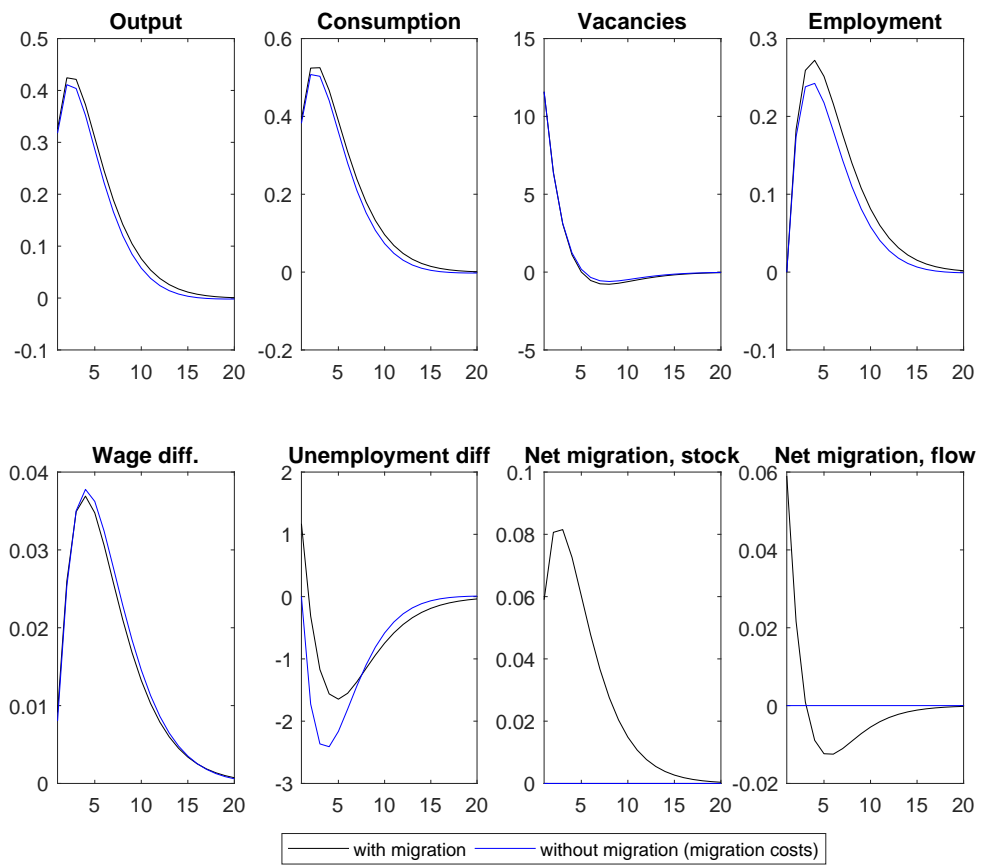 Output
Consumption
Vacancies
Employment
0.5
0.4
0.3
0.2
0.1
0
-0.1
5 10 15 20
0.6
0.4
0.2
0
-0.2
5 10 15 20
15
10
5
0
-5
5 10 15 20
0.3
0.2
0.1
0
-0.1
5 10 15 20
Wage diff.
Unemployment diff
Net migration, stock
Net migration, flow
0.04
0.03
0.02
0.01
0
5 10 15 20
2
1
0
-1
-2
-3
5 10 15 20
0.1
0.08
0.06
0.04
0.02
0
5 10 15 20
0.06
0.04
0.02
0
-0.02
5 10 15 20
with migration
without migration (migration costs)